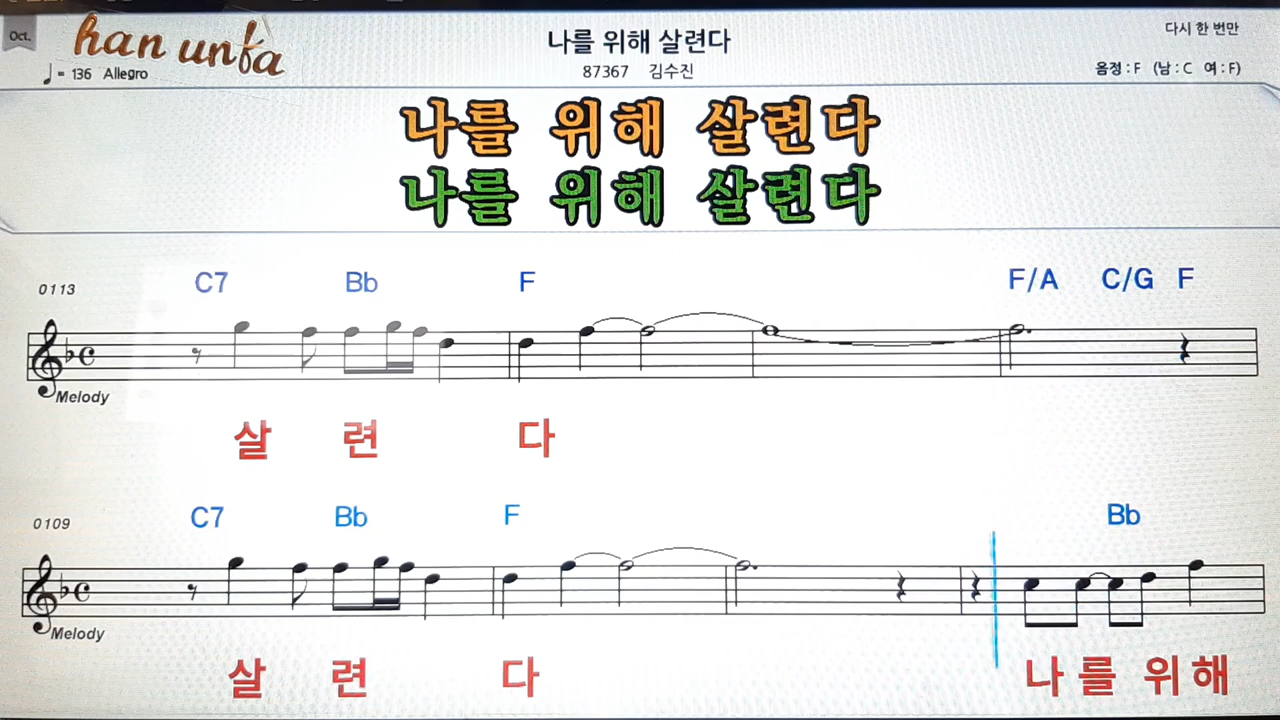 Oct.
han unfa
나를 위해 살련다
다시 한 번만
♩= 136 Allegro
87367 김수진
음정 : F (남 : C 여 : F)
나를 위해 살련다
나를 위해 살련다
0113
C7 Bb F F/A C/G F
Melody
살 련 다
0109
C7 Bb F Bb
Melody
살 련 다 나 를 위 해